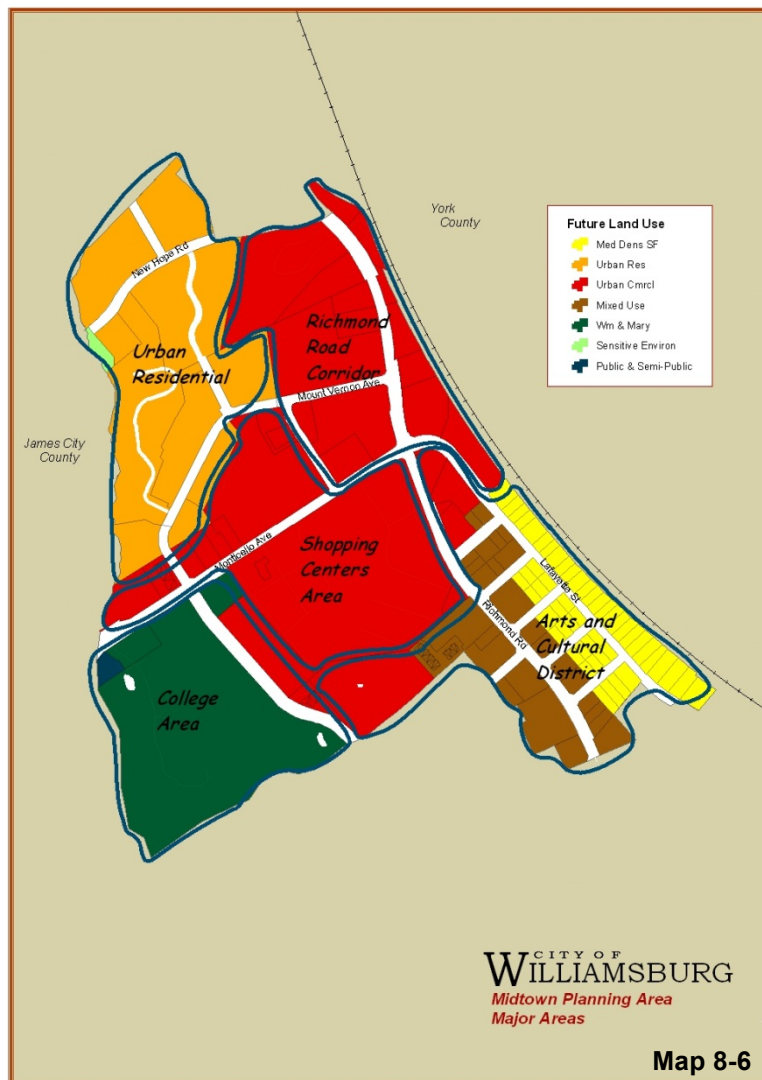 York
County
Future Land Use
Med Dens SF
Urban Res
Urban Cmrcl
Mixed Use
Wm & Mary
Sensitive Environ
Public & Semi-Public
New Hope Rd
Richmond
Road
Corridor
Urban
Residential
Mount Vernon Ave
James City
County
Monticello Ave
Shopping
Centers
Area
Lafayette St
Richmond Rd
Arts and
Cultural
District
College
Area
CITY OF
WILLIAMSBURG
Midtown Planning Area
Major Areas
Map 8-6